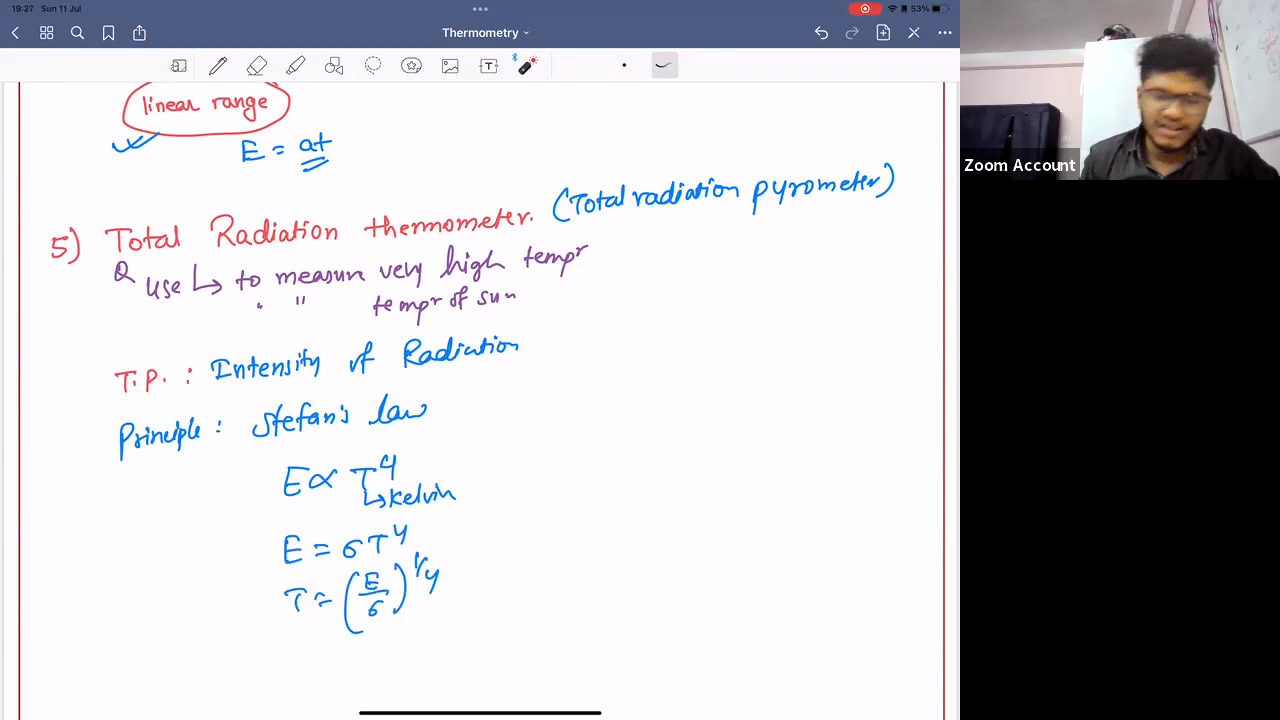 19:27 Sun 11 Jul
53%
Thermometry
linear range
E = at
5) Total Radiation thermometer. (Total radiation pyrometer)
Use ↳ to measure very high tempr
" " tempr of sun
T.P. : Intensity of Radiation
Principle : Stefan's law
E ∝ T⁴
↳ Kelvin
E = σT⁴
T = (E/σ)^1/4
Zoom Account